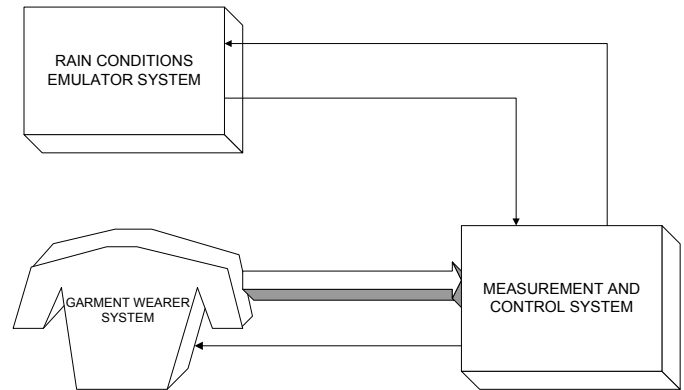 RAIN CONDITIONS
EMULATOR SYSTEM
GARMENT WEARER
SYSTEM
MEASUREMENT AND
CONTROL SYSTEM